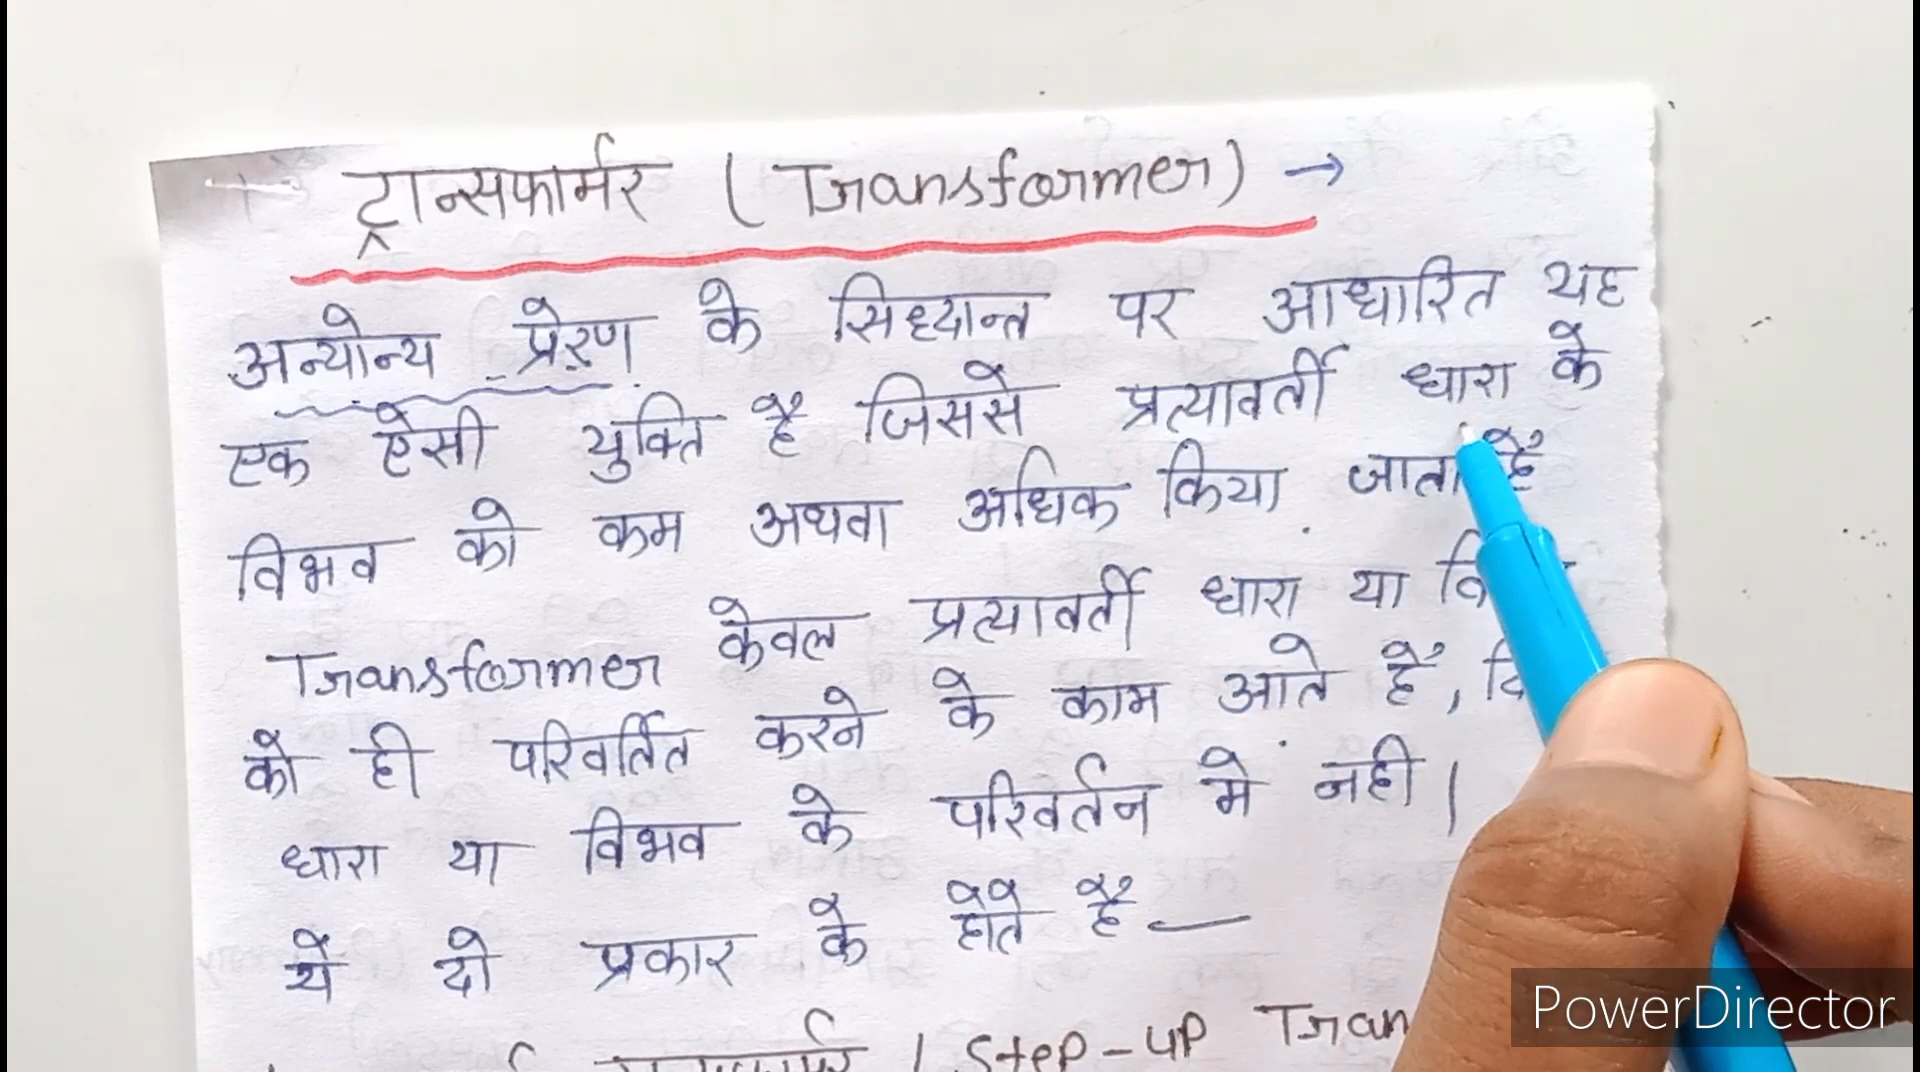 ट्रान्सफार्मर ( Transformer ) →
अन्योन्य प्रेरण के सिध्दान्त पर आधारित यह
एक ऐसी युक्ति है जिससे प्रत्यावर्ती धारा के
विभव को कम अथवा अधिक किया जाता है
Transformer केवल प्रत्यावर्ती धारा या
को ही परिवर्तित करने के काम आते हैं,
धारा या विभव के परिवर्तन मे नही।
ये दो प्रकार के होते है —
( Step-up Tran
PowerDirector